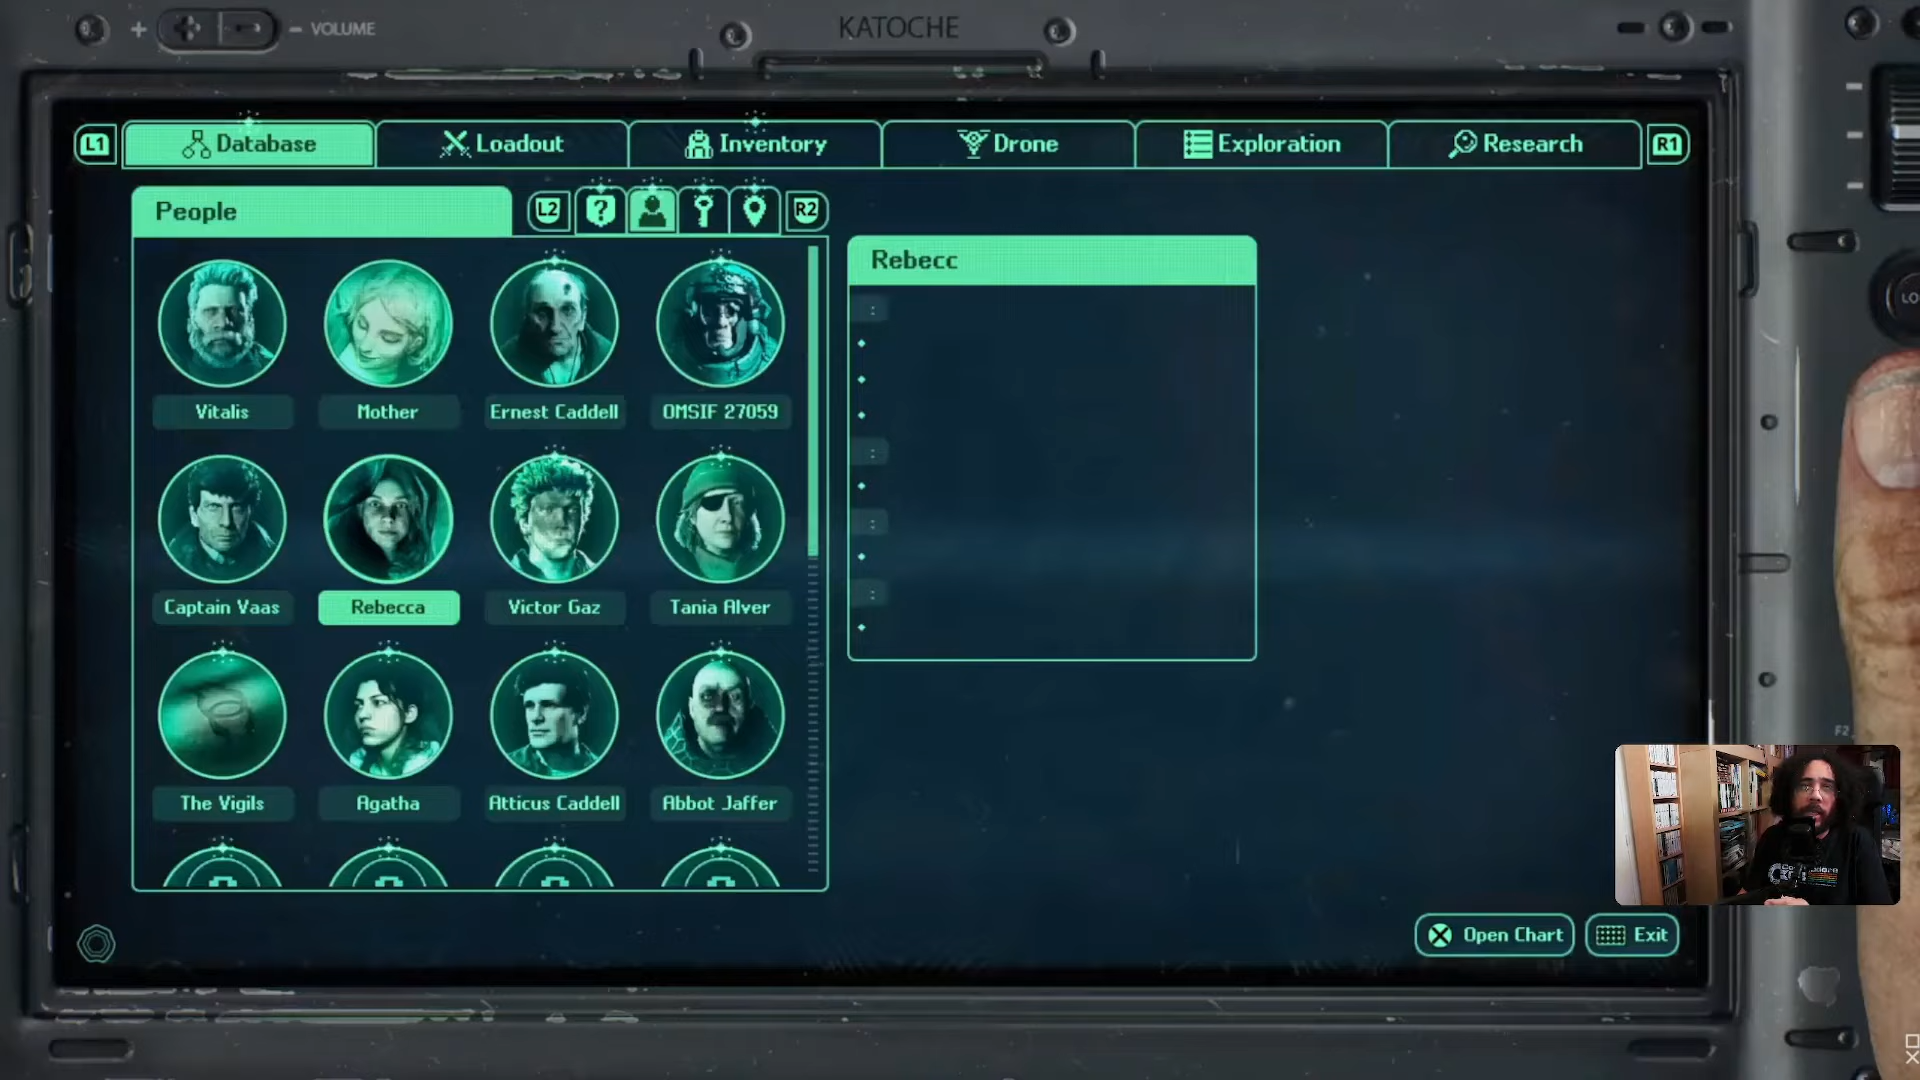 + - VOLUME
KATOCHE
L1 Database Loadout Inventory Drone Exploration Research R1
People
L2 ? R2
Rebecc
Vitalis Mother Ernest Caddell OMSIF 27059
Captain Vaas Rebecca Victor Gaz Tania Alver
The Vigils Agatha Atticus Caddell Abbot Jaffer
Open Chart Exit